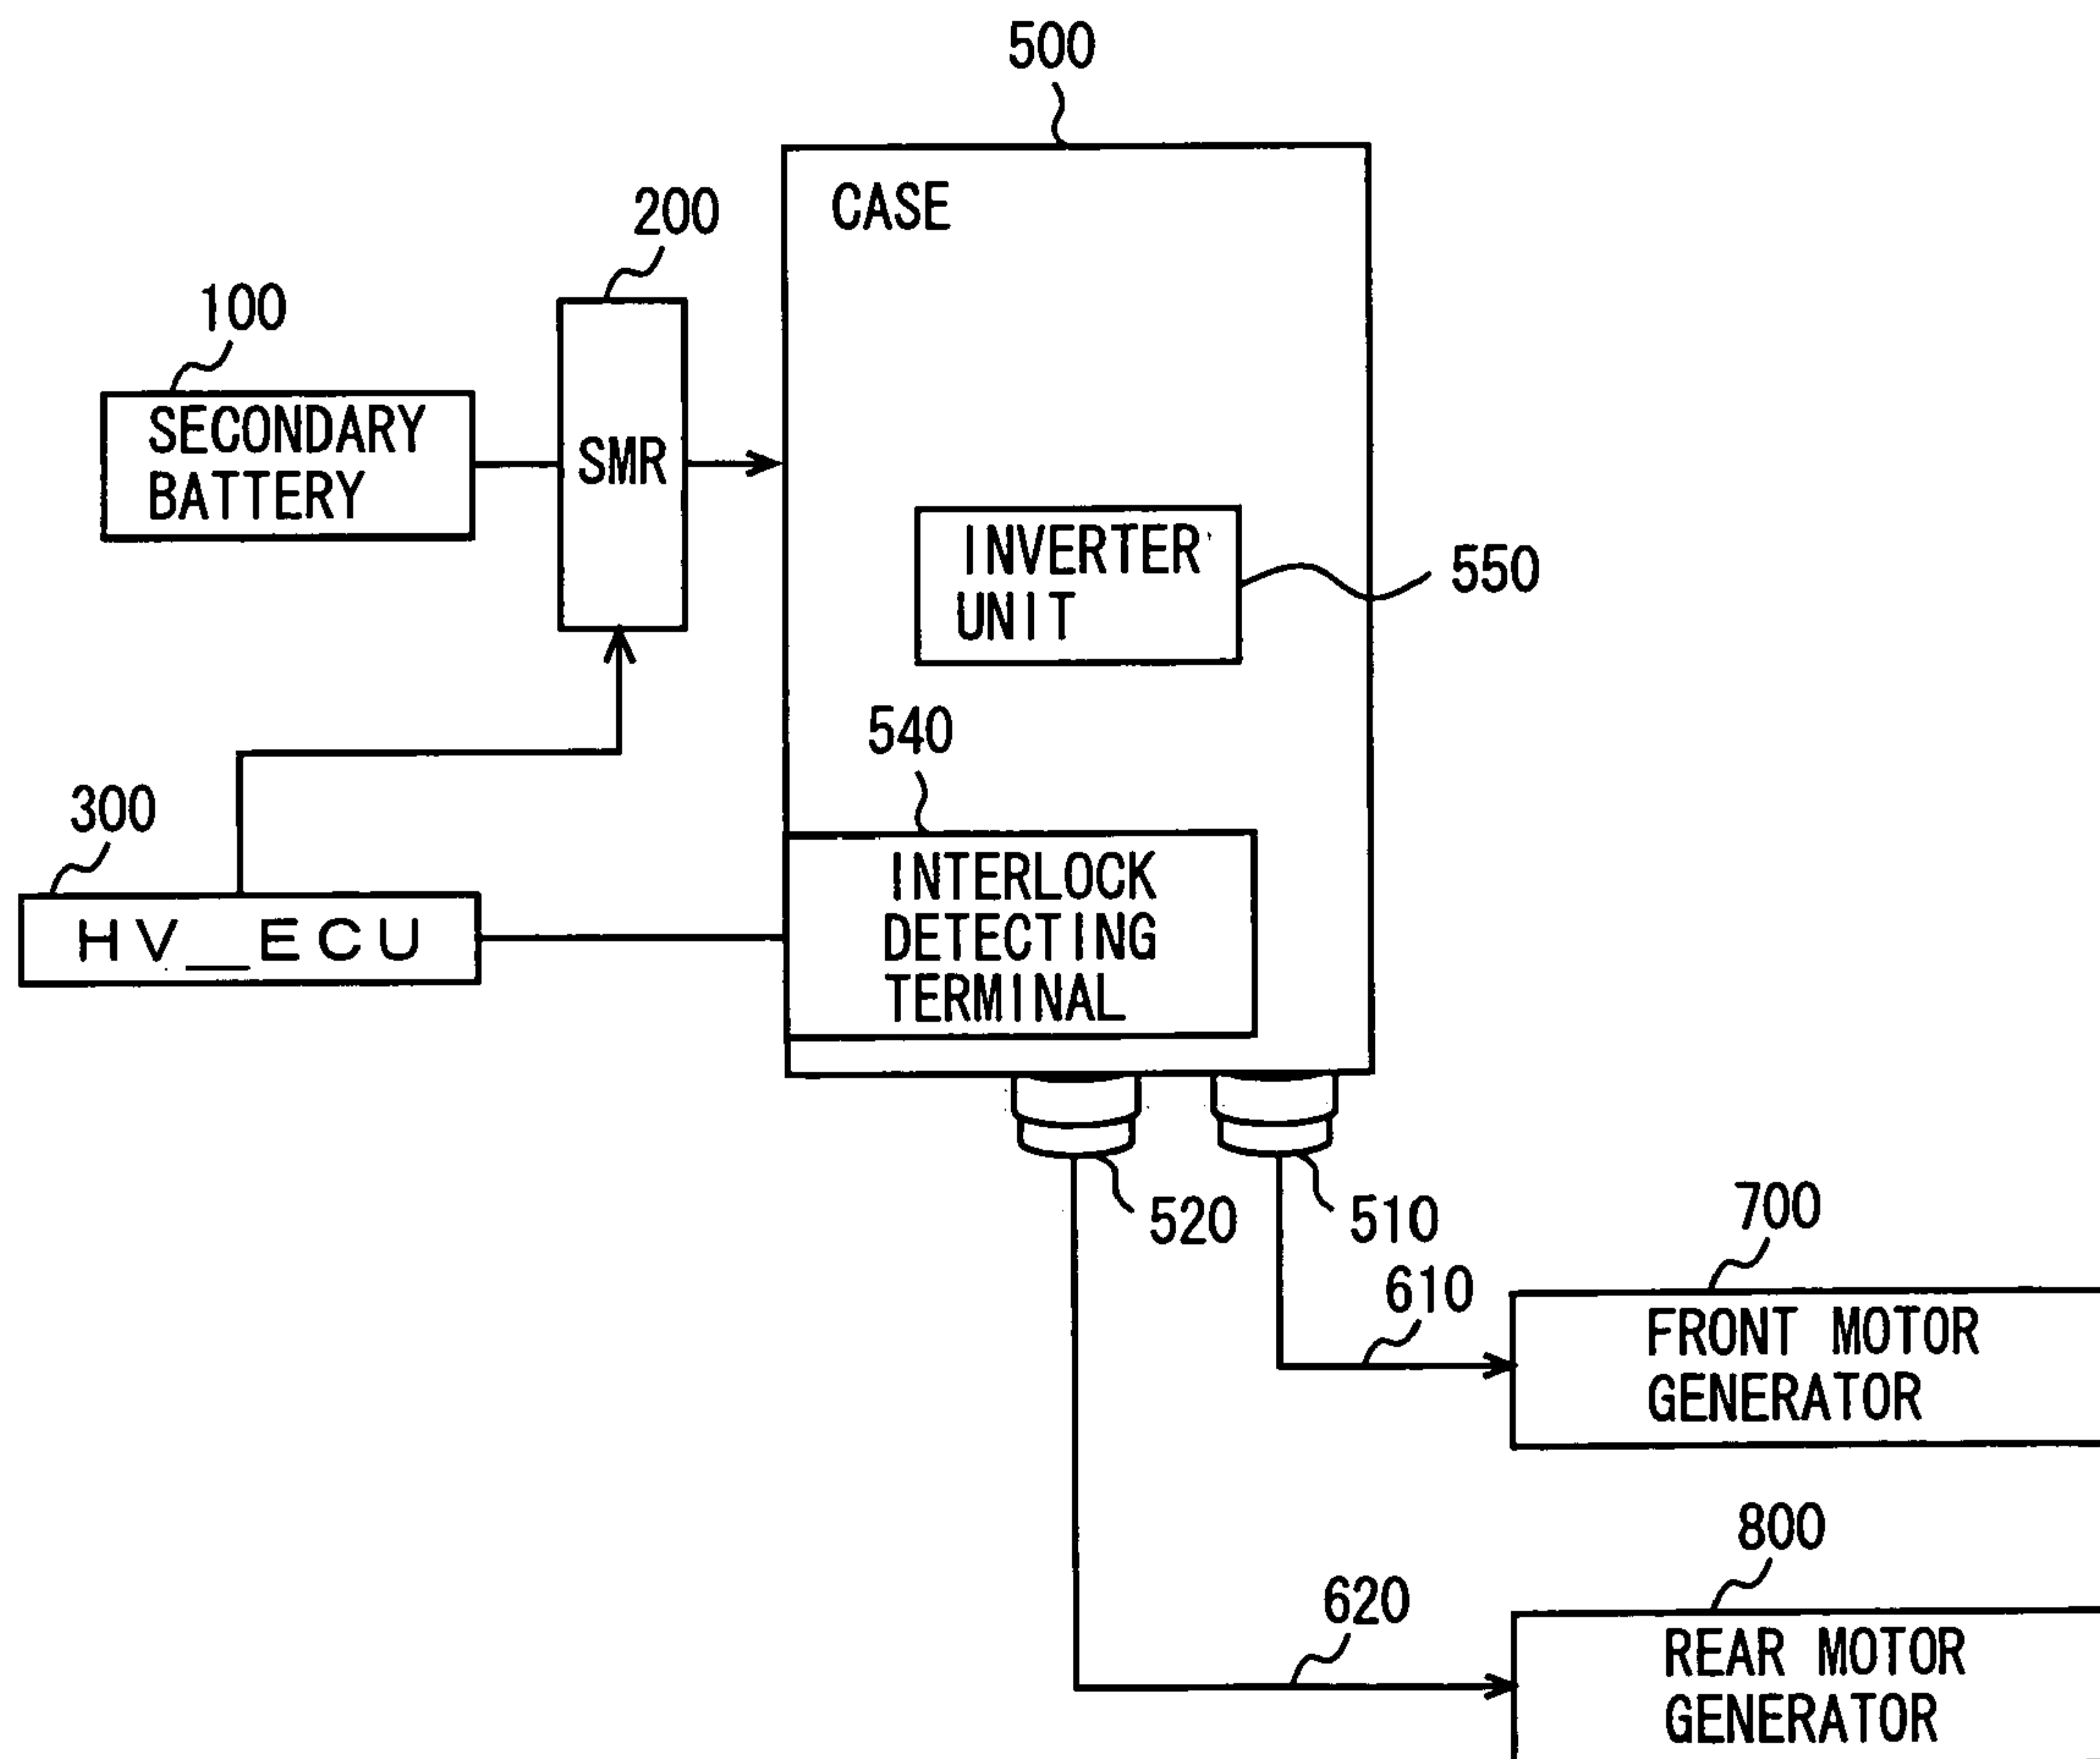 500
CASE
200
100
SECONDARY
BATTERY
SMR
INVERTER
UNIT
550
540
300
INTERLOCK
DETECTING
TERMINAL
HV__ECU
520
510
700
610
FRONT MOTOR
GENERATOR
800
620
REAR MOTOR
GENERATOR